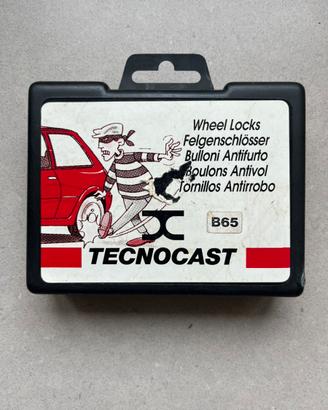 Wheel Locks
Felgenschlösser
Bulloni Antifurto
Boulons Antivol
Tornillos Antirrobo
B65
TECNOCAST